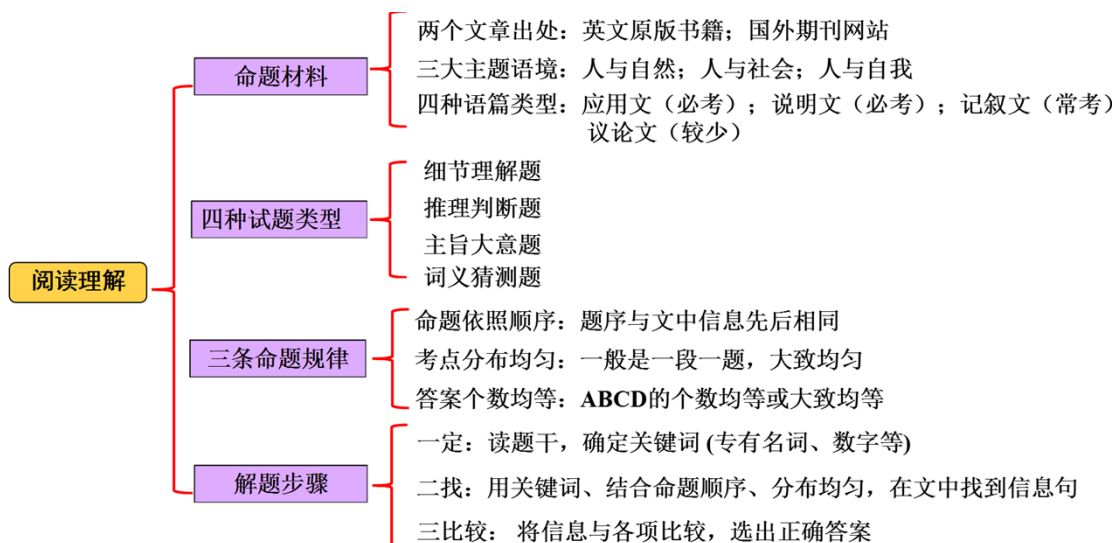 两个文章出处：英文原版书籍；国外期刊网站
命题材料
三大主题语境：人与自然；人与社会；人与自我
四种语篇类型：应用文（必考）；说明文（必考）；记叙文（常考）
议论文（较少）
细节理解题
四种试题类型
推理判断题
主旨大意题
词义猜测题
阅读理解
命题依照顺序：题序与文中信息先后相同
三条命题规律
考点分布均匀：一般是一段一题，大致均匀
答案个数均等：ABCD的个数均等或大致均等
一定：读题干，确定关键词 (专有名词、数字等)
解题步骤
二找：用关键词、结合命题顺序、分布均匀，在文中找到信息句
三比较： 将信息与各项比较，选出正确答案